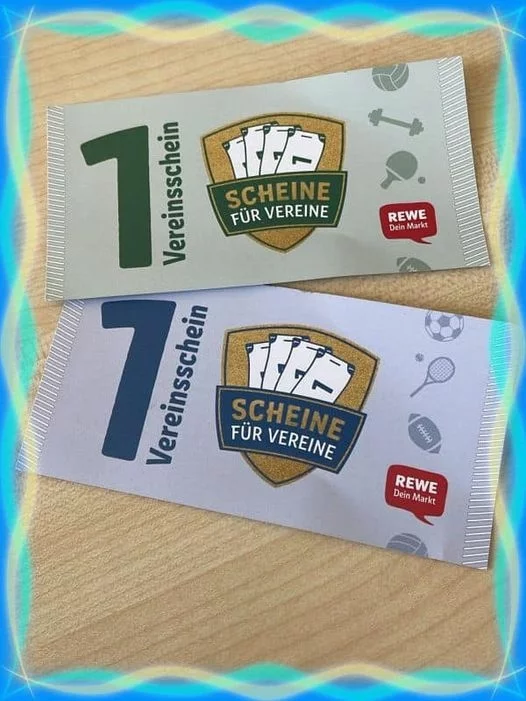 1
Vereinsschein
SCHEINE
FÜR VEREINE
REWE
Dein Markt
1
Vereinsschein
SCHEINE
FÜR VEREINE
REWE
Dein Markt